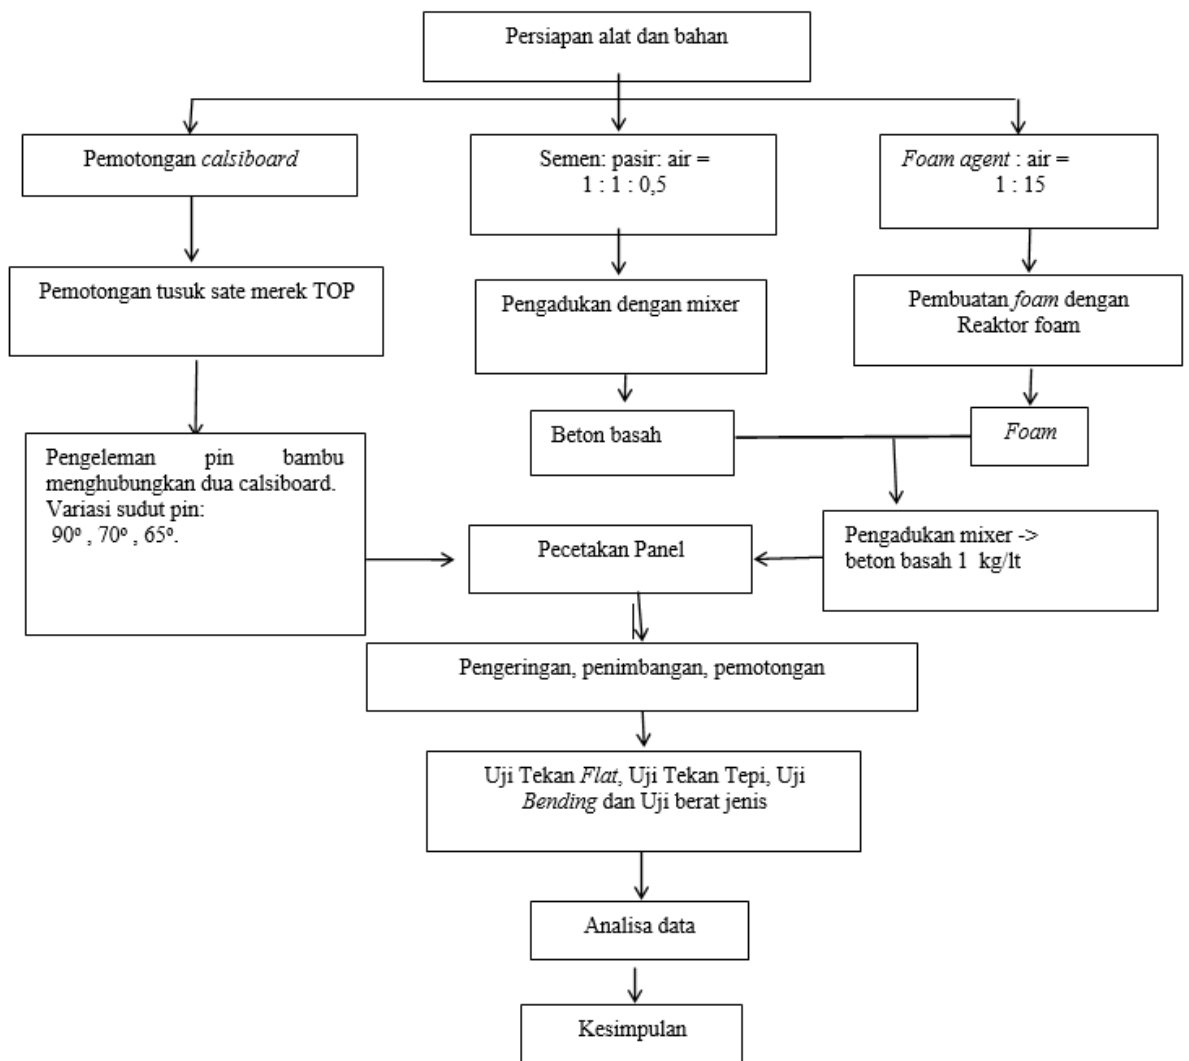 Persiapan alat dan bahan
Pemotongan calsiboard
Semen: pasir: air =
1 : 1 : 0,5
Foam agent : air =
1 : 15
Pemotongan tusuk sate merek TOP
Pengadukan dengan mixer
Pembuatan foam dengan
Reaktor foam
Pengeleman pin bambu
menghubungkan dua calsiboard.
Variasi sudut pin:
90º , 70º , 65º.
Beton basah
Foam
Pecetakan Panel
Pengadukan mixer ->
beton basah 1 kg/lt
Pengeringan, penimbangan, pemotongan
Uji Tekan Flat, Uji Tekan Tepi, Uji
Bending dan Uji berat jenis
Analisa data
Kesimpulan